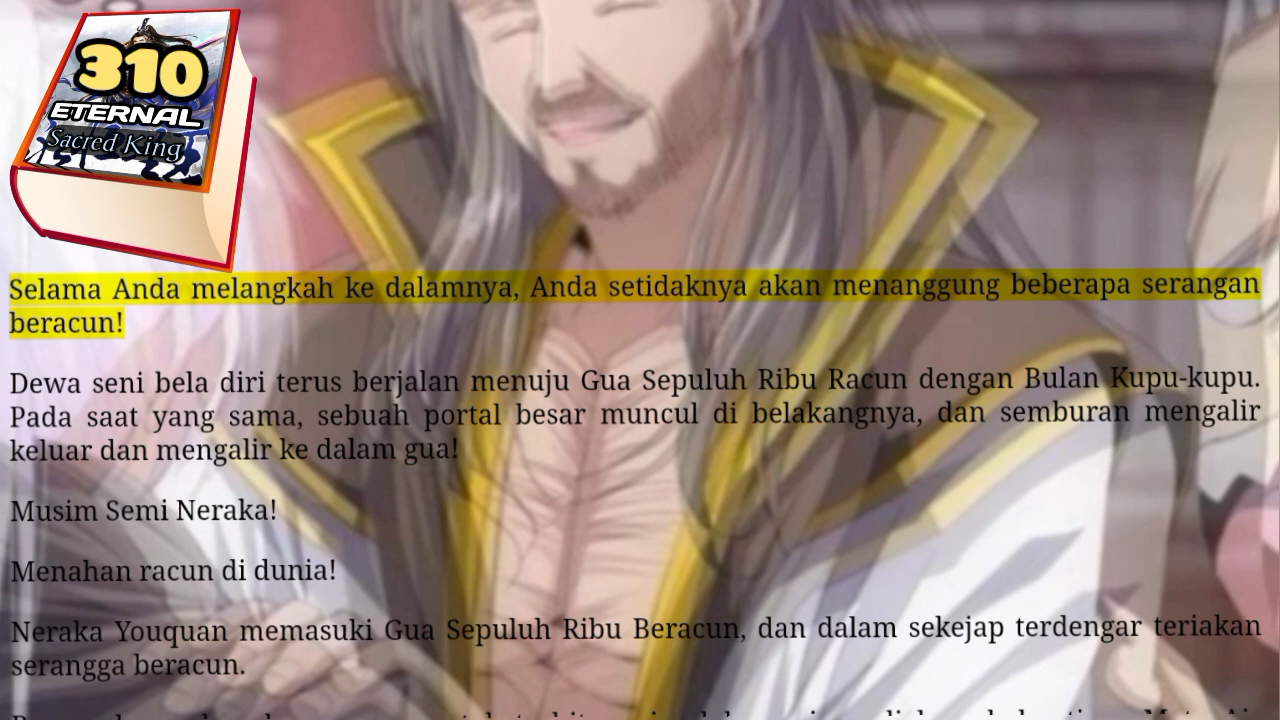 310
ETERNAL
Sacred King
Selama Anda melangkah ke dalamnya, Anda setidaknya akan menanggung beberapa serangan
beracun!
Dewa seni bela diri terus berjalan menuju Gua Sepuluh Ribu Racun dengan Bulan Kupu-kupu.
Pada saat yang sama, sebuah portal besar muncul di belakangnya, dan semburan mengalir
keluar dan mengalir ke dalam gua!
Musim Semi Neraka!
Menahan racun di dunia!
Neraka Youquan memasuki Gua Sepuluh Ribu Beracun, dan dalam sekejap terdengar teriakan
serangga beracun.